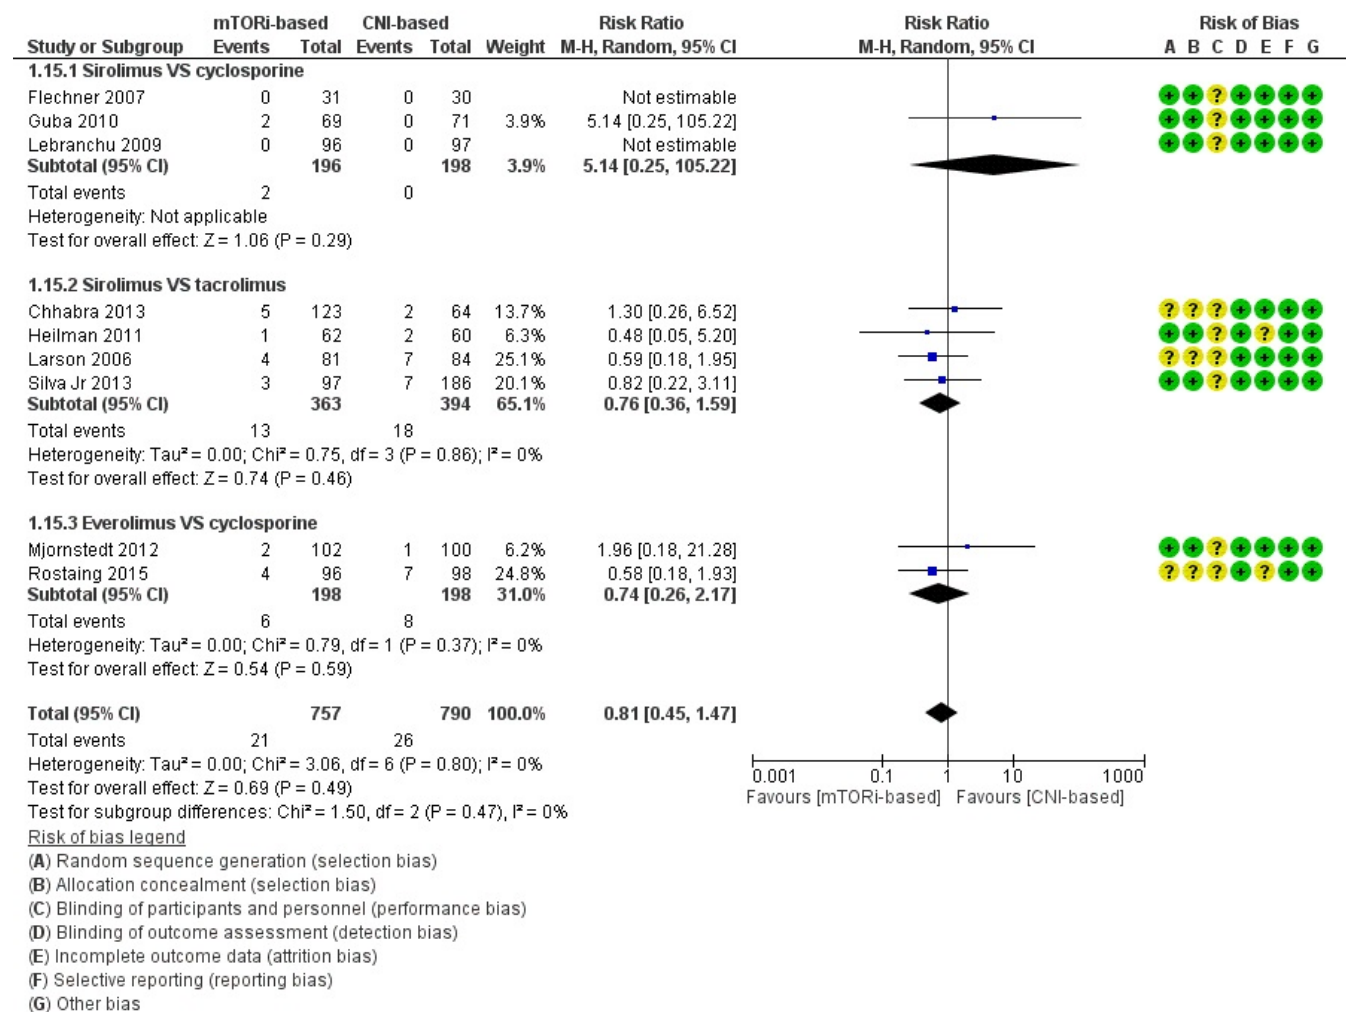 mTORi-based CNI-based Risk Ratio Risk Ratio Risk of Bias
Study or Subgroup Events Total Events Total Weight M-H, Random, 95% CI M-H, Random, 95% CI A B C D E F G
1.15.1 Sirolimus VS cyclosporine
Flechner 2007 0 31 0 30 Not estimable + + ? + + + +
Guba 2010 2 69 0 71 3.9% 5.14 [0.25, 105.22] + + ? + + + +
Lebranchu 2009 0 96 0 97 Not estimable + + ? + + + +
Subtotal (95% CI) 196 198 3.9% 5.14 [0.25, 105.22]
Total events 2 0
Heterogeneity: Not applicable
Test for overall effect: Z = 1.06 (P = 0.29)
1.15.2 Sirolimus VS tacrolimus
Chhabra 2013 5 123 2 64 13.7% 1.30 [0.26, 6.52] ? ? ? + + + +
Heilman 2011 1 62 2 60 6.3% 0.48 [0.05, 5.20] + + ? + ? + +
Larson 2006 4 81 7 84 25.1% 0.59 [0.18, 1.95] ? ? ? + + + +
Silva Jr 2013 3 97 7 186 20.1% 0.82 [0.22, 3.11] + + ? + + + +
Subtotal (95% CI) 363 394 65.1% 0.76 [0.36, 1.59]
Total events 13 18
Heterogeneity: Tau² = 0.00; Chi² = 0.75, df = 3 (P = 0.86); I² = 0%
Test for overall effect: Z = 0.74 (P = 0.46)
1.15.3 Everolimus VS cyclosporine
Mjornstedt 2012 2 102 1 100 6.2% 1.96 [0.18, 21.28] + + ? + + + +
Rostaing 2015 4 96 7 98 24.8% 0.58 [0.18, 1.93] ? ? ? + ? + +
Subtotal (95% CI) 198 198 31.0% 0.74 [0.26, 2.17]
Total events 6 8
Heterogeneity: Tau² = 0.00; Chi² = 0.79, df = 1 (P = 0.37); I² = 0%
Test for overall effect: Z = 0.54 (P = 0.59)
Total (95% CI) 757 790 100.0% 0.81 [0.45, 1.47]
Total events 21 26
Heterogeneity: Tau² = 0.00; Chi² = 3.06, df = 6 (P = 0.80); I² = 0%
Test for overall effect: Z = 0.69 (P = 0.49)
Test for subgroup differences: Chi² = 1.50, df = 2 (P = 0.47), I² = 0%
0.001 0.1 1 10 1000
Favours [mTORi-based] Favours [CNI-based]
Risk of bias legend
(A) Random sequence generation (selection bias)
(B) Allocation concealment (selection bias)
(C) Blinding of participants and personnel (performance bias)
(D) Blinding of outcome assessment (detection bias)
(E) Incomplete outcome data (attrition bias)
(F) Selective reporting (reporting bias)
(G) Other bias